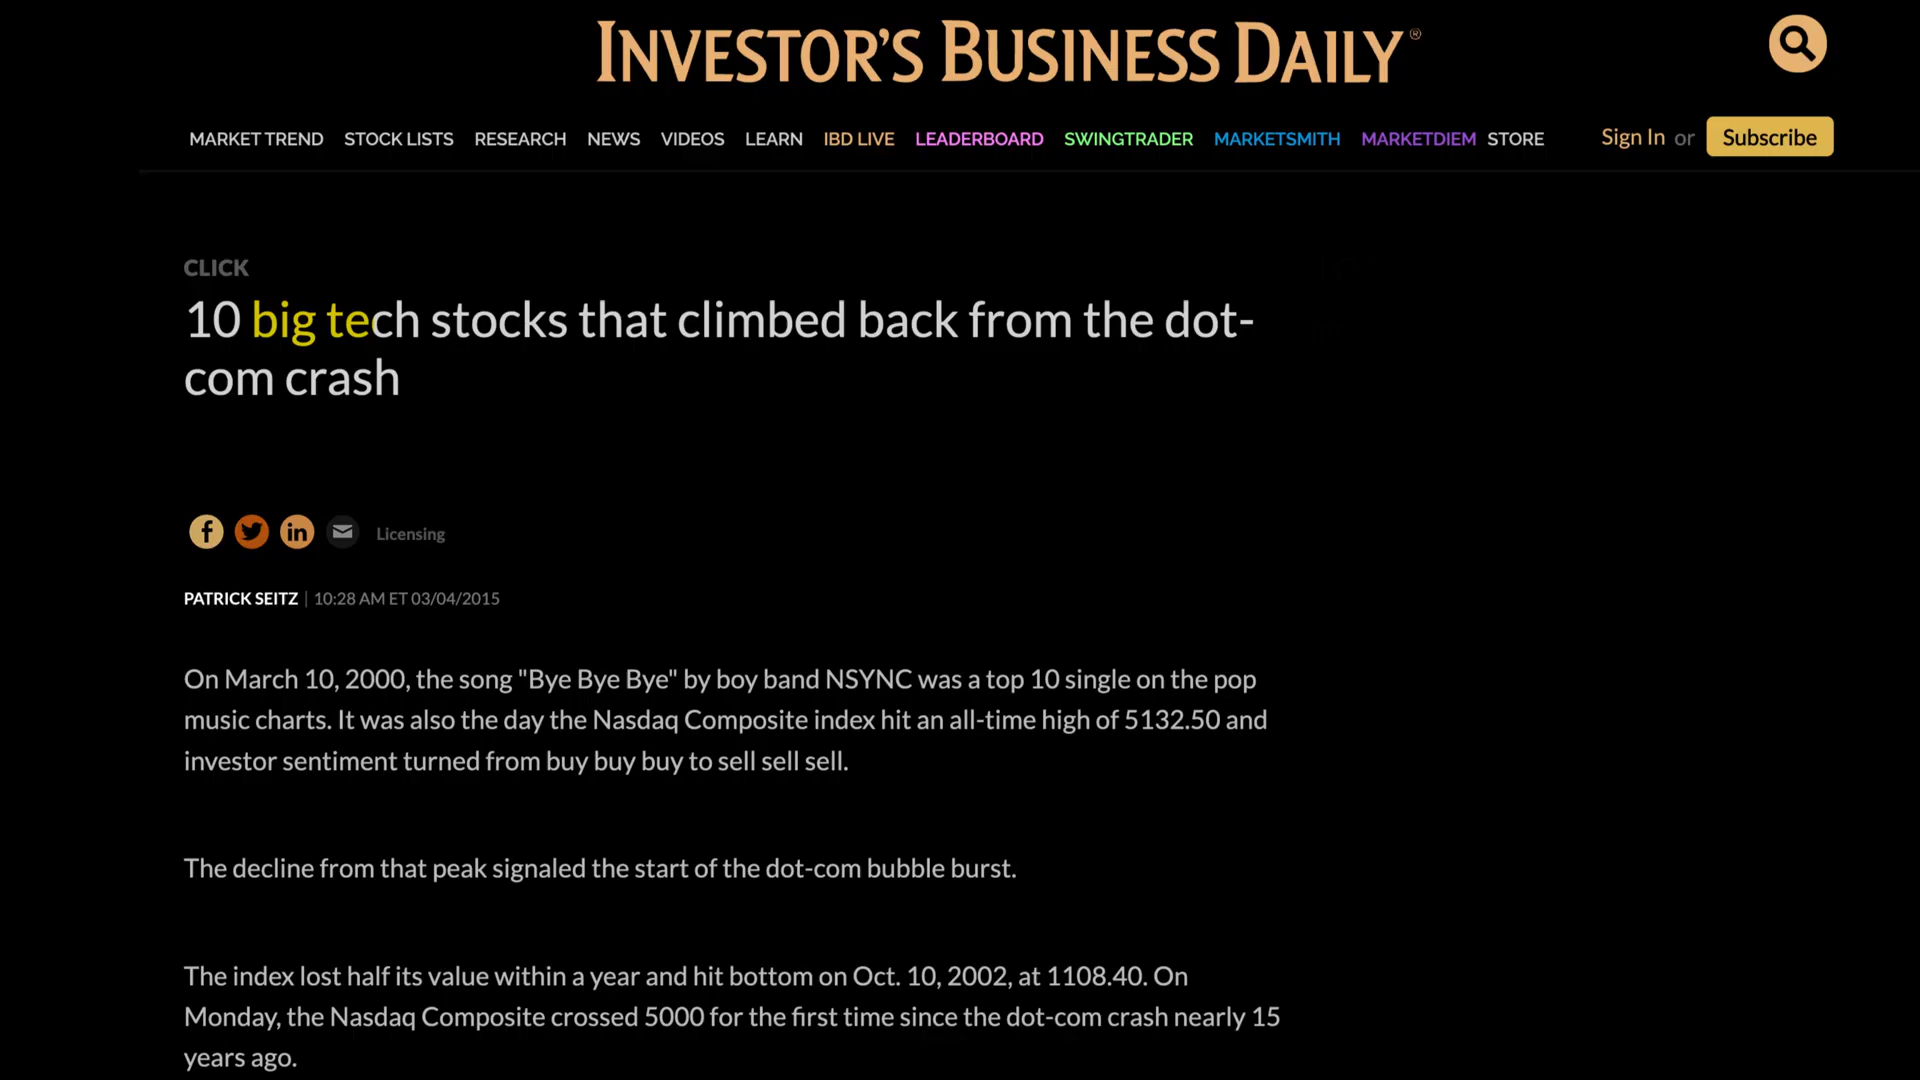 INVESTOR'S BUSINESS DAILY®
MARKET TREND STOCK LISTS RESEARCH NEWS VIDEOS LEARN IBD LIVE LEADERBOARD SWINGTRADER MARKETSMITH MARKETDIEM STORE Sign In or Subscribe
CLICK
10 big tech stocks that climbed back from the dot-
com crash
Licensing
PATRICK SEITZ | 10:28 AM ET 03/04/2015
On March 10, 2000, the song "Bye Bye Bye" by boy band NSYNC was a top 10 single on the pop
music charts. It was also the day the Nasdaq Composite index hit an all-time high of 5132.50 and
investor sentiment turned from buy buy buy to sell sell sell.
The decline from that peak signaled the start of the dot-com bubble burst.
The index lost half its value within a year and hit bottom on Oct. 10, 2002, at 1108.40. On
Monday, the Nasdaq Composite crossed 5000 for the first time since the dot-com crash nearly 15
years ago.